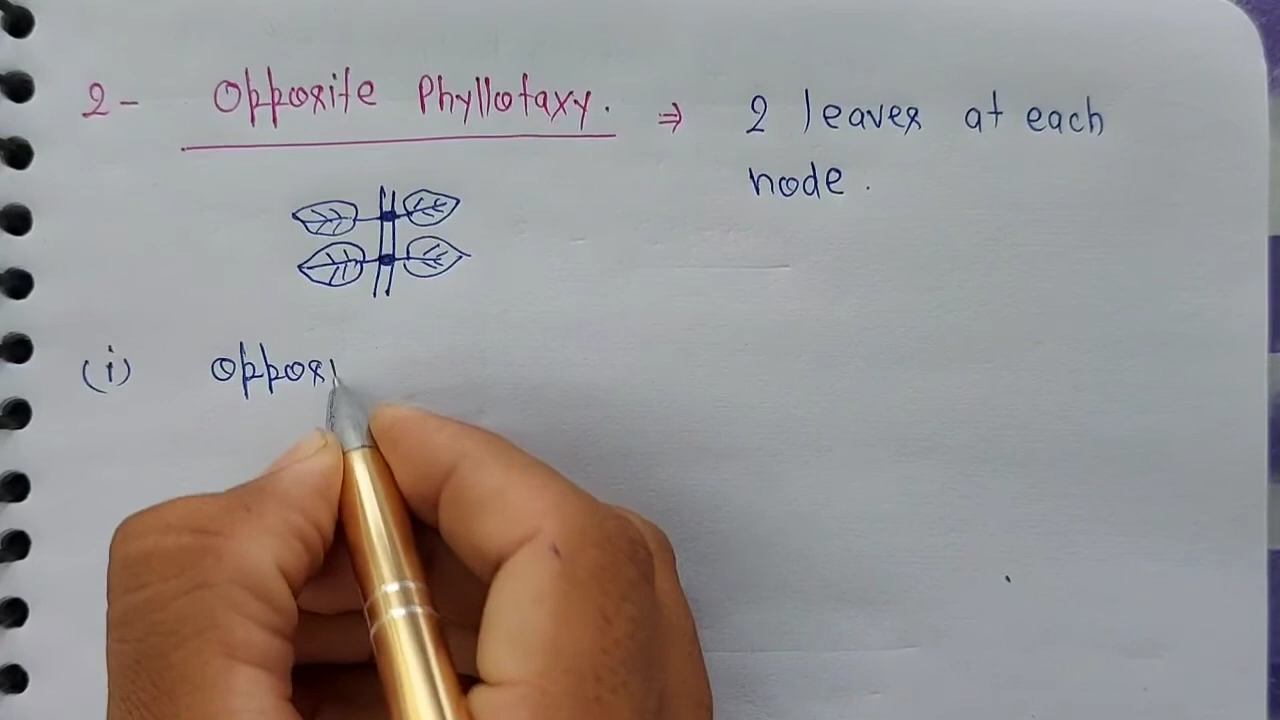 2- Opposite Phyllotaxy. ⇒ 2 leaves at each
node.
(i) opposi